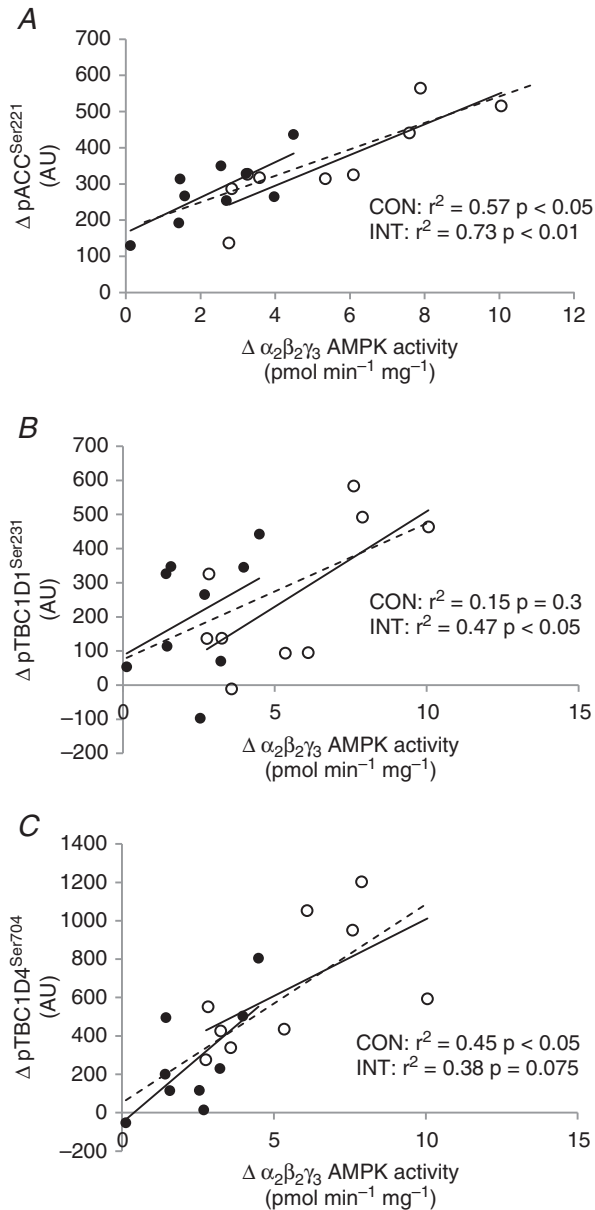 A
700
600
500
400
300
200
100
0
Δ pACC^Ser221
(AU)
CON: r² = 0.57 p < 0.05
INT: r² = 0.73 p < 0.01
0 2 4 6 8 10 12
Δ α₂β₂γ₃ AMPK activity
(pmol min⁻¹ mg⁻¹)
B
700
600
500
400
300
200
100
0
−100
−200
Δ pTBC1D1^Ser231
(AU)
CON: r² = 0.15 p = 0.3
INT: r² = 0.47 p < 0.05
0 5 10 15
Δ α₂β₂γ₃ AMPK activity
(pmol min⁻¹ mg⁻¹)
C
1400
1200
1000
800
600
400
200
0
−200
Δ pTBC1D4^Ser704
(AU)
CON: r² = 0.45 p < 0.05
INT: r² = 0.38 p = 0.075
0 5 10 15
Δ α₂β₂γ₃ AMPK activity
(pmol min⁻¹ mg⁻¹)